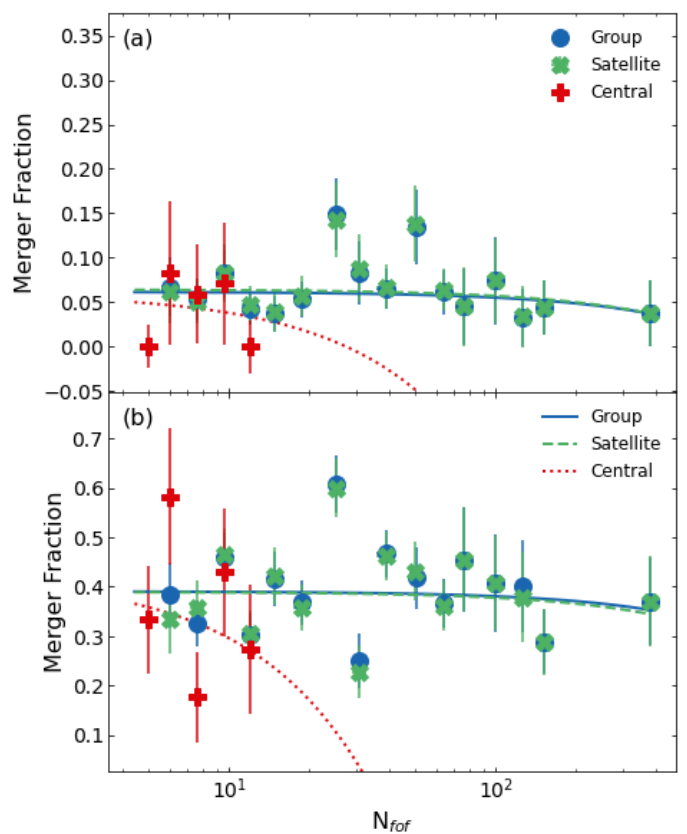 (a)
Group
Satellite
Central
0.35
0.30
0.25
0.20
0.15
0.10
0.05
0.00
−0.05
Merger Fraction
(b)
Group
Satellite
Central
0.7
0.6
0.5
0.4
0.3
0.2
0.1
Merger Fraction
10¹ 10²
N_fof